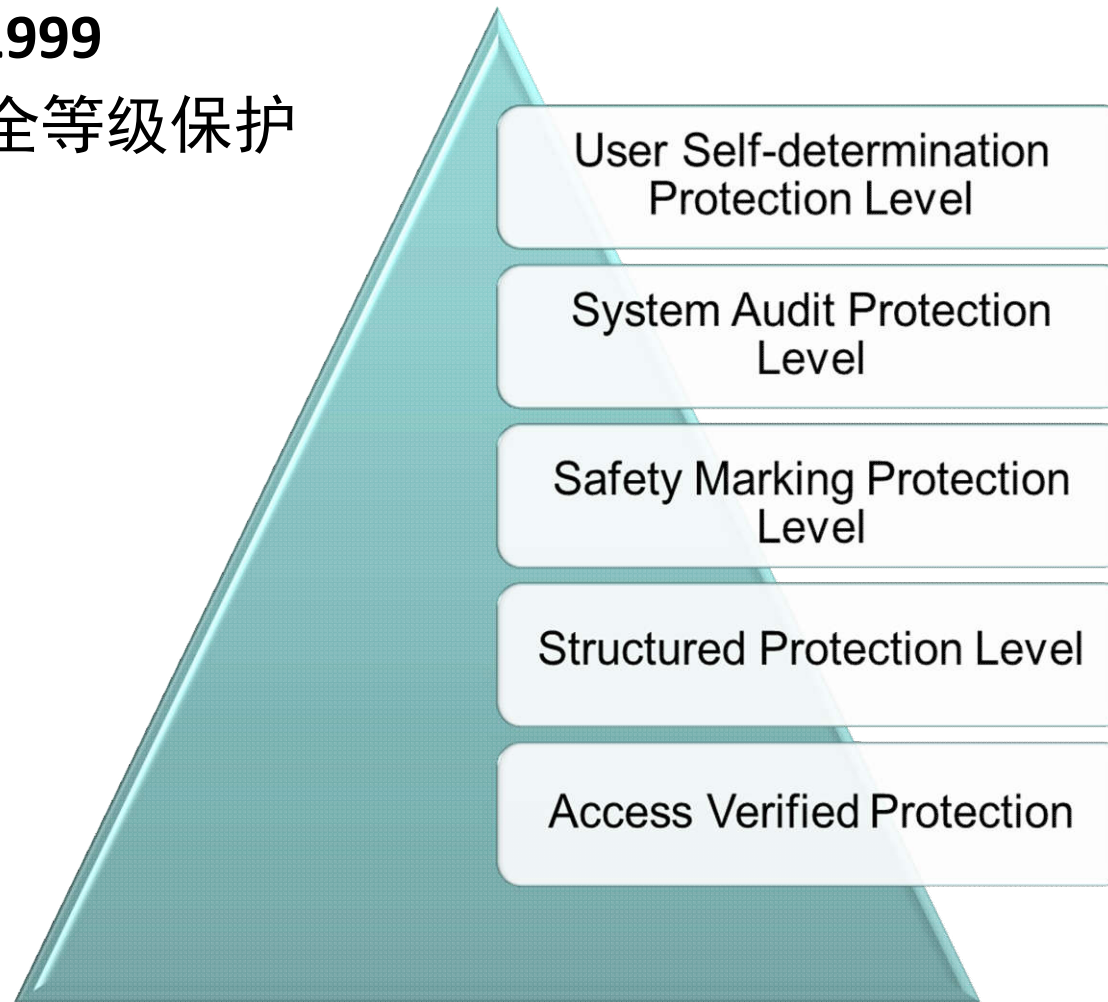 1999
全等级保护
User Self-determination
Protection Level
System Audit Protection
Level
Safety Marking Protection
Level
Structured Protection Level
Access Verified Protection